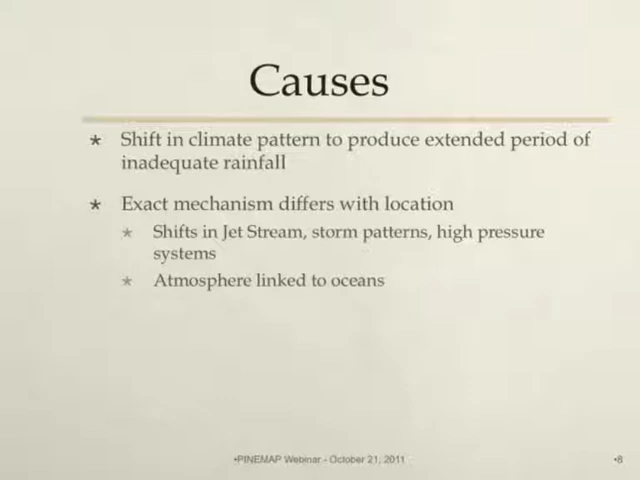 Causes
* Shift in climate pattern to produce extended period of
inadequate rainfall
* Exact mechanism differs with location
* Shifts in Jet Stream, storm patterns, high pressure
systems
* Atmosphere linked to oceans
•PINEMAP Webinar - October 21, 2011
•8